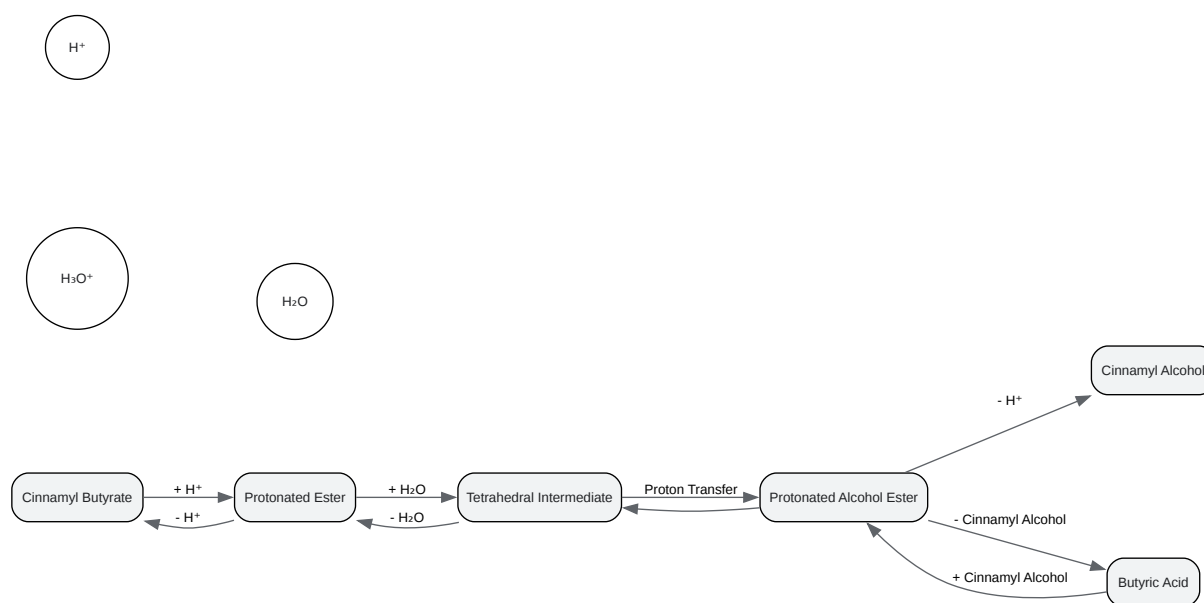 H⁺
H₃O⁺
H₂O
Cinnamyl Alcohol
- H⁺
Cinnamyl Butyrate
+ H⁺
- H⁺
Protonated Ester
+ H₂O
- H₂O
Tetrahedral Intermediate
Proton Transfer
Protonated Alcohol Ester
- Cinnamyl Alcohol
+ Cinnamyl Alcohol
Butyric Acid